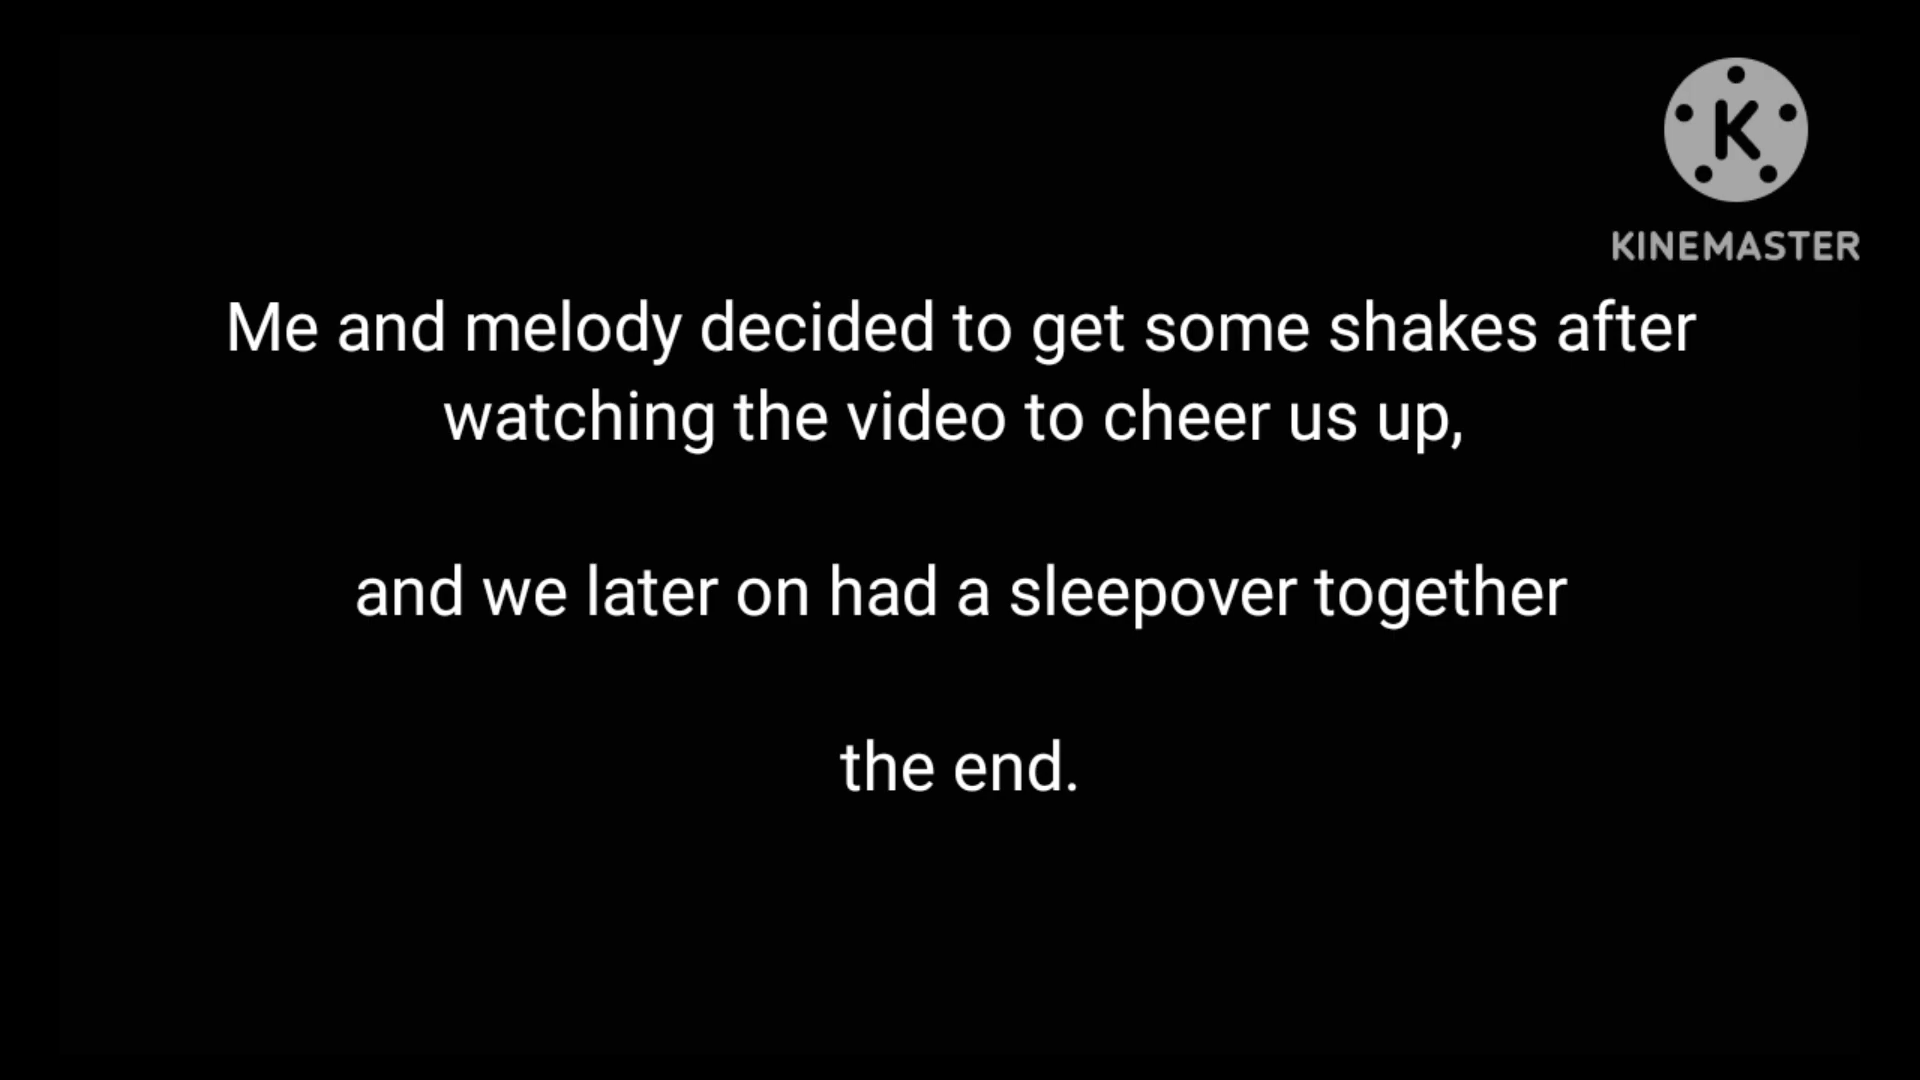 K
KINEMASTER
Me and melody decided to get some shakes after
watching the video to cheer us up,
and we later on had a sleepover together
the end.